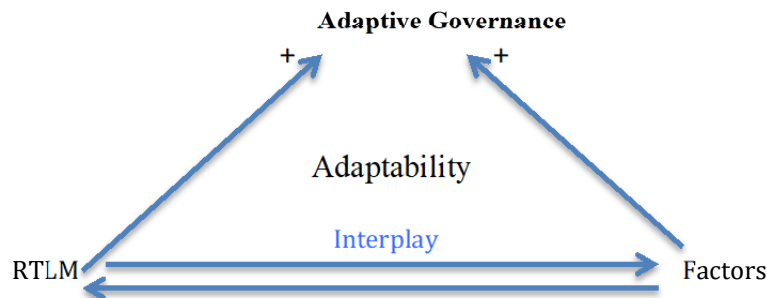 Adaptive Governance
+ +
Adaptability
Interplay
RTLM Factors